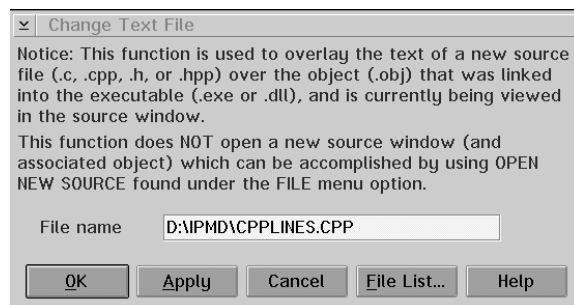 Change Text File
Notice: This function is used to overlay the text of a new source
file (.c, .cpp, .h, or .hpp) over the object (.obj) that was linked
into the executable (.exe or .dll), and is currently being viewed
in the source window.
This function does NOT open a new source window (and
associated object) which can be accomplished by using OPEN
NEW SOURCE found under the FILE menu option.
File name D:\IPMD\CPPLINES.CPP
OK Apply Cancel File List... Help